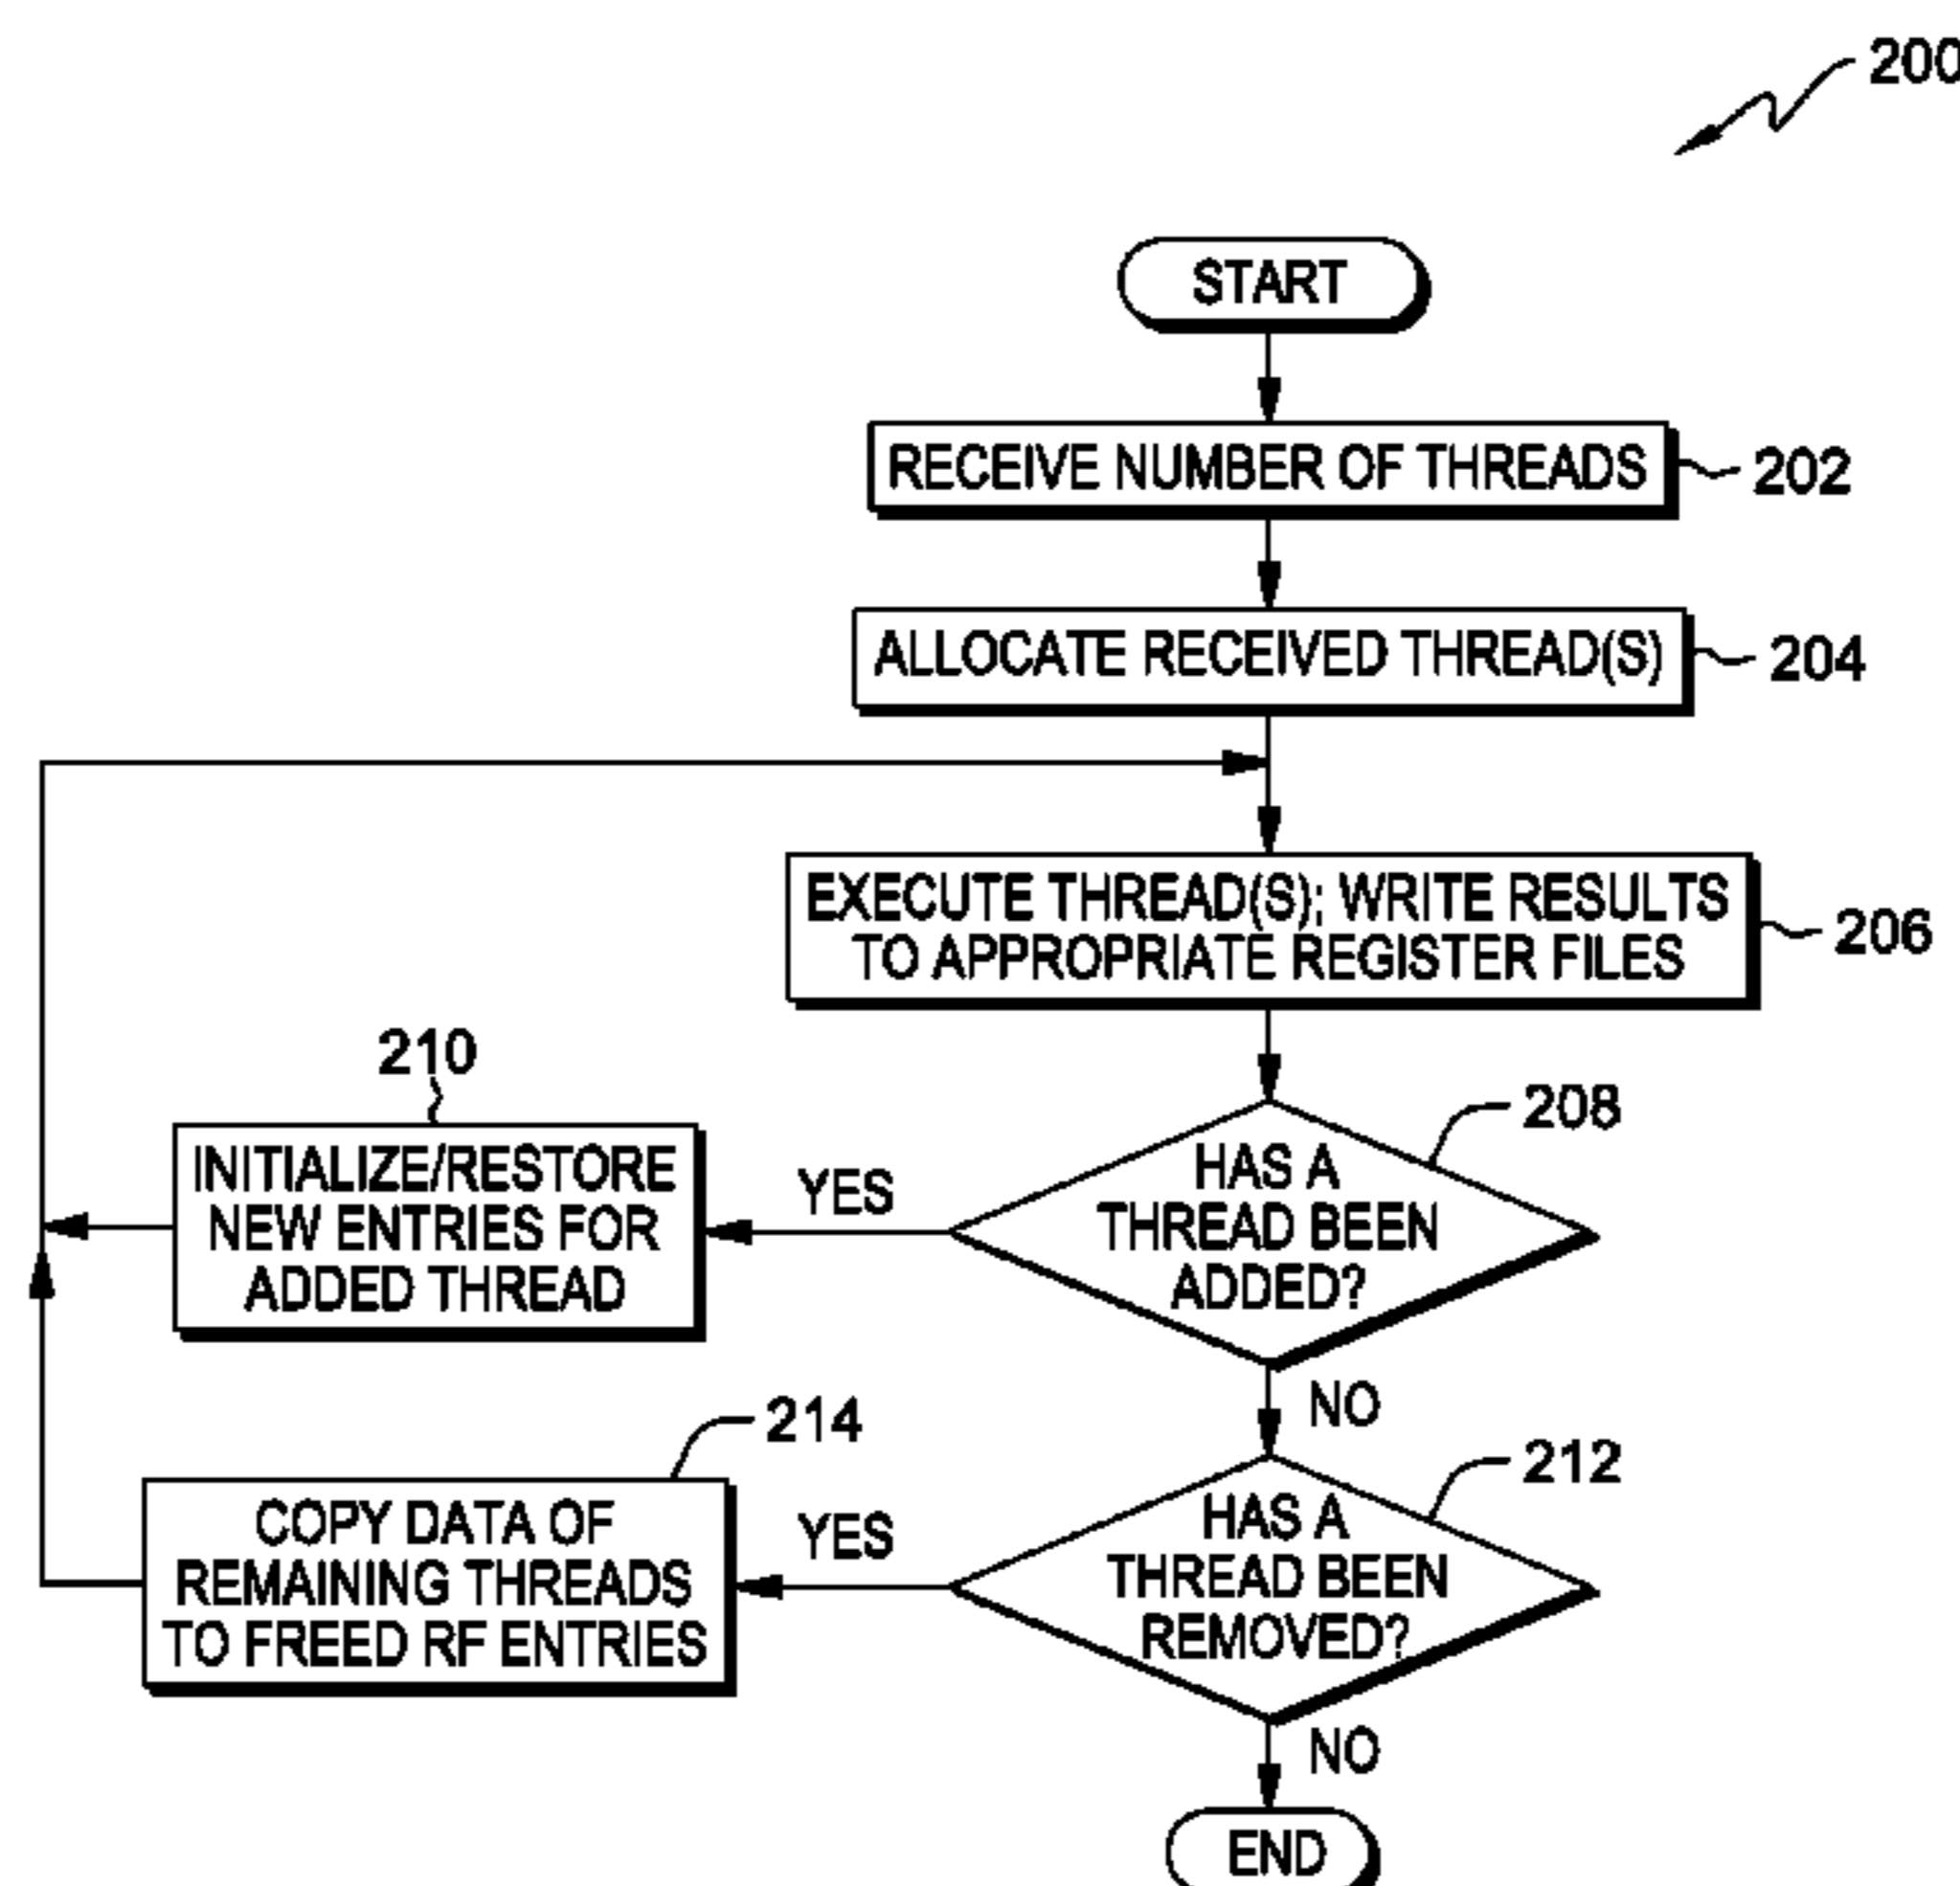 200
START
RECEIVE NUMBER OF THREADS
202
ALLOCATE RECEIVED THREAD(S)
204
EXECUTE THREAD(S); WRITE RESULTS
TO APPROPRIATE REGISTER FILES
206
208
HAS A
THREAD BEEN
ADDED?
YES
210
INITIALIZE/RESTORE
NEW ENTRIES FOR
ADDED THREAD
NO
212
HAS A
THREAD BEEN
REMOVED?
YES
214
COPY DATA OF
REMAINING THREADS
TO FREED RF ENTRIES
NO
END